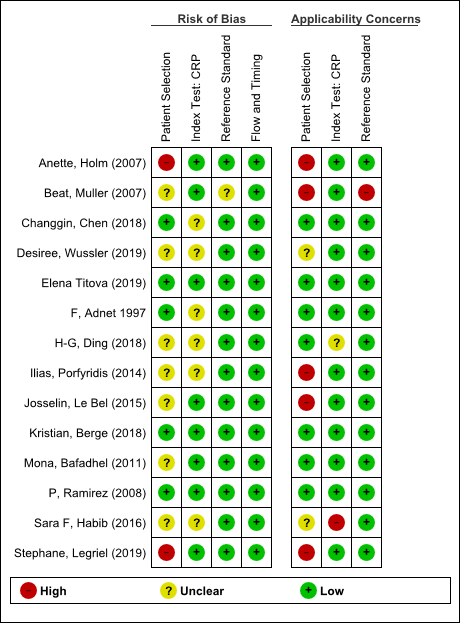 Risk of Bias Applicability Concerns
Patient Selection
Index Test: CRP
Reference Standard
Flow and Timing
Patient Selection
Index Test: CRP
Reference Standard
Anette, Holm (2007) - + + + - + +
Beat, Muller (2007) ? + ? + - + -
Changgin, Chen (2018) + ? + + + + +
Desiree, Wussler (2019) ? ? + + ? + +
Elena Titova (2019) + + + + + + +
F, Adnet 1997 + ? + + + + +
H-G, Ding (2018) ? ? + + + ? +
Ilias, Porfyridis (2014) ? ? + + - + +
Josselin, Le Bel (2015) ? + + + - + +
Kristian, Berge (2018) + + + + + + +
Mona, Bafadhel (2011) ? + + + + + +
P, Ramirez (2008) + + + + + + +
Sara F, Habib (2016) ? ? + + ? - +
Stephane, Legriel (2019) - + + + - + +
- High ? Unclear + Low